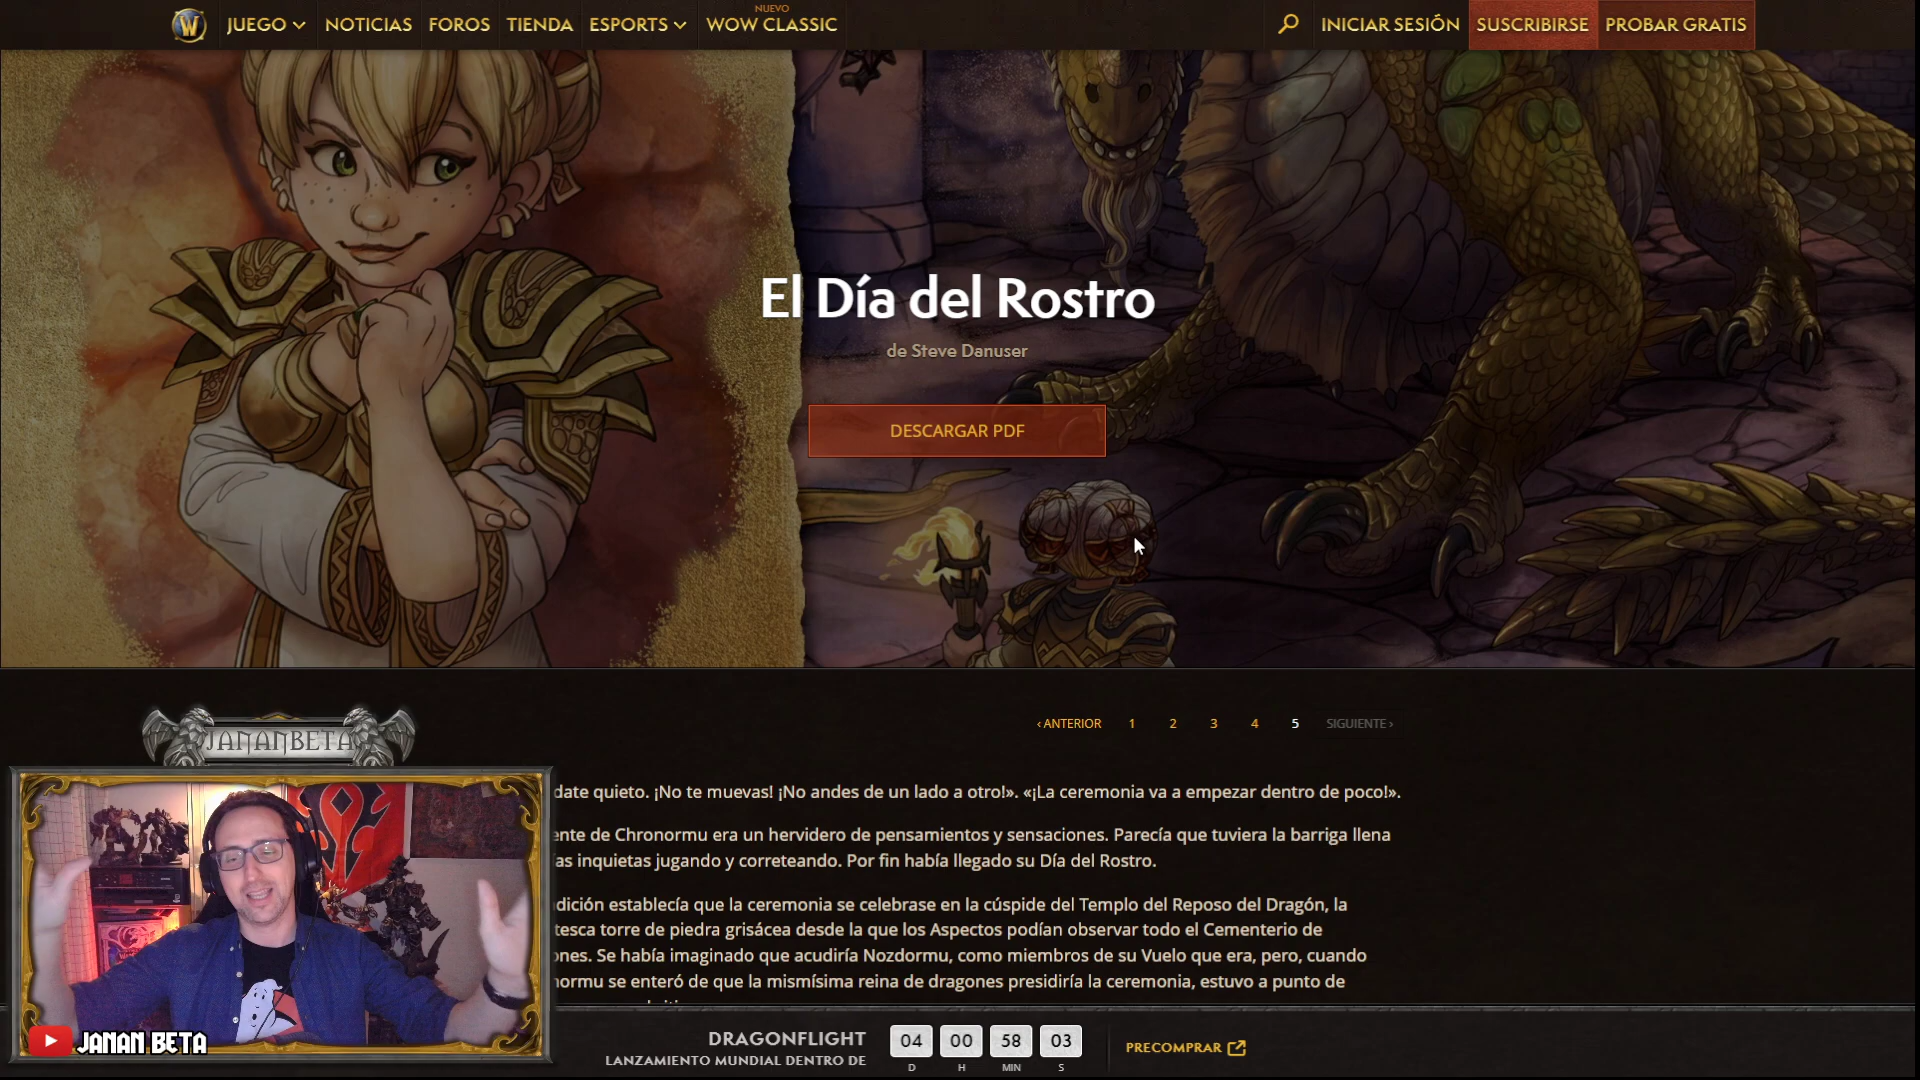 JUEGO
NOTICIAS
FOROS
TIENDA
ESPORTS
NUEVO
WOW CLASSIC
INICIAR SESIÓN
SUSCRIBIRSE
PROBAR GRATIS
El Día del Rostro
de Steve Danuser
DESCARGAR PDF
‹ ANTERIOR 1 2 3 4 5 SIGUIENTE ›
date quieto. ¡No te muevas! ¡No andes de un lado a otro!». «¡La ceremonia va a empezar dentro de poco!».
ente de Chronormu era un hervidero de pensamientos y sensaciones. Parecía que tuviera la barriga llena
as inquietas jugando y correteando. Por fin había llegado su Día del Rostro.
dición establecía que la ceremonia se celebrase en la cúspide del Templo del Reposo del Dragón, la
tesca torre de piedra grisácea desde la que los Aspectos podían observar todo el Cementerio de
ones. Se había imaginado que acudiría Nozdormu, como miembros de su Vuelo que era, pero, cuando
normu se enteró de que la mismísima reina de dragones presidiría la ceremonia, estuvo a punto de
JANANBETA
JANAN BETA
DRAGONFLIGHT
LANZAMIENTO MUNDIAL DENTRO DE
04 00 58 03
D H MIN S
PRECOMPRAR